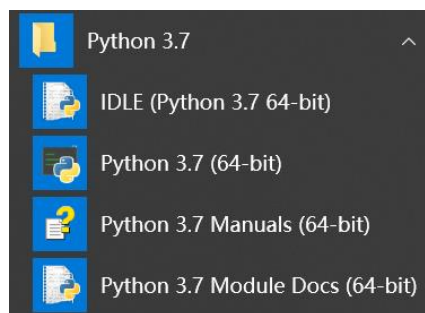 Python 3.7
IDLE (Python 3.7 64-bit)
Python 3.7 (64-bit)
Python 3.7 Manuals (64-bit)
Python 3.7 Module Docs (64-bit)